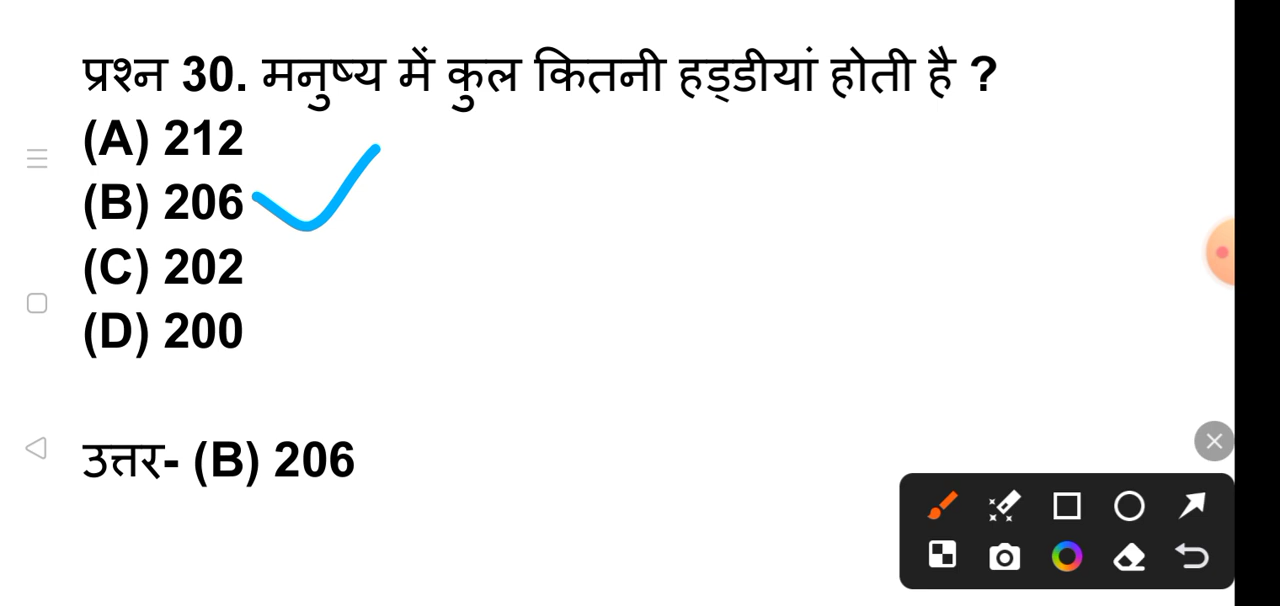 प्रश्न 30. मनुष्य में कुल कितनी हड्डीयां होती है ?
(A) 212
(B) 206
(C) 202
(D) 200
उत्तर- (B) 206